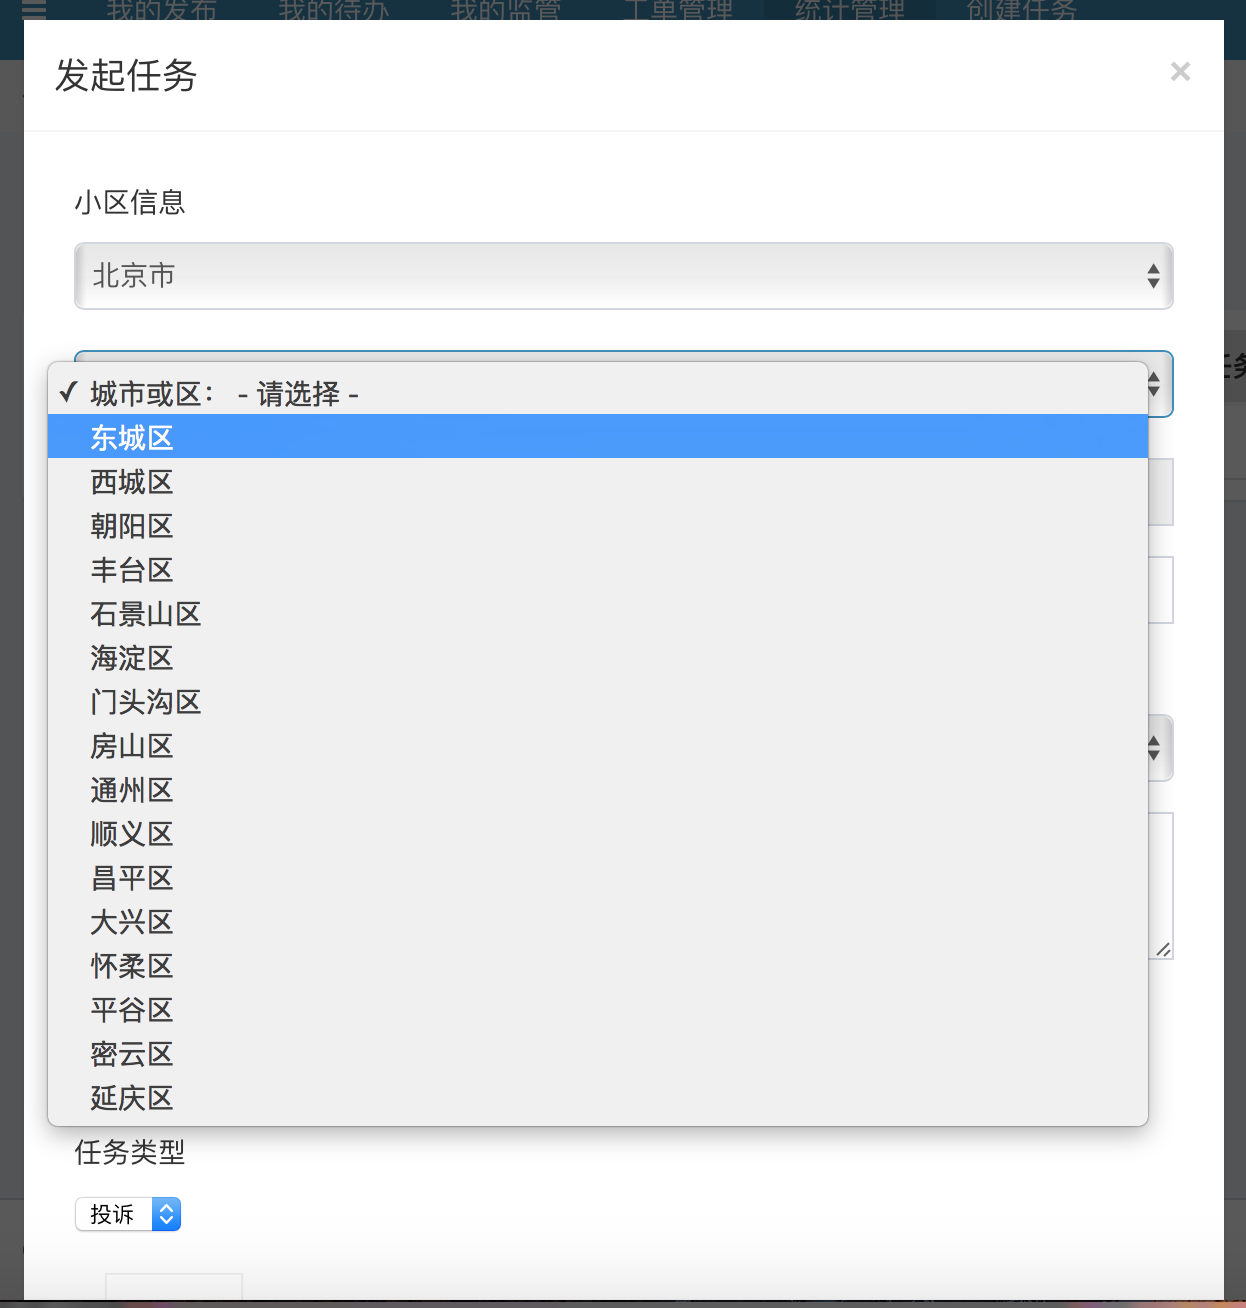 我的发布 我的待办 我的监管 工单管理 统计管理 创建任务
发起任务 ×
小区信息
北京市
✓ 城市或区： - 请选择 -
东城区
西城区
朝阳区
丰台区
石景山区
海淀区
门头沟区
房山区
通州区
顺义区
昌平区
大兴区
怀柔区
平谷区
密云区
延庆区
任务类型
投诉